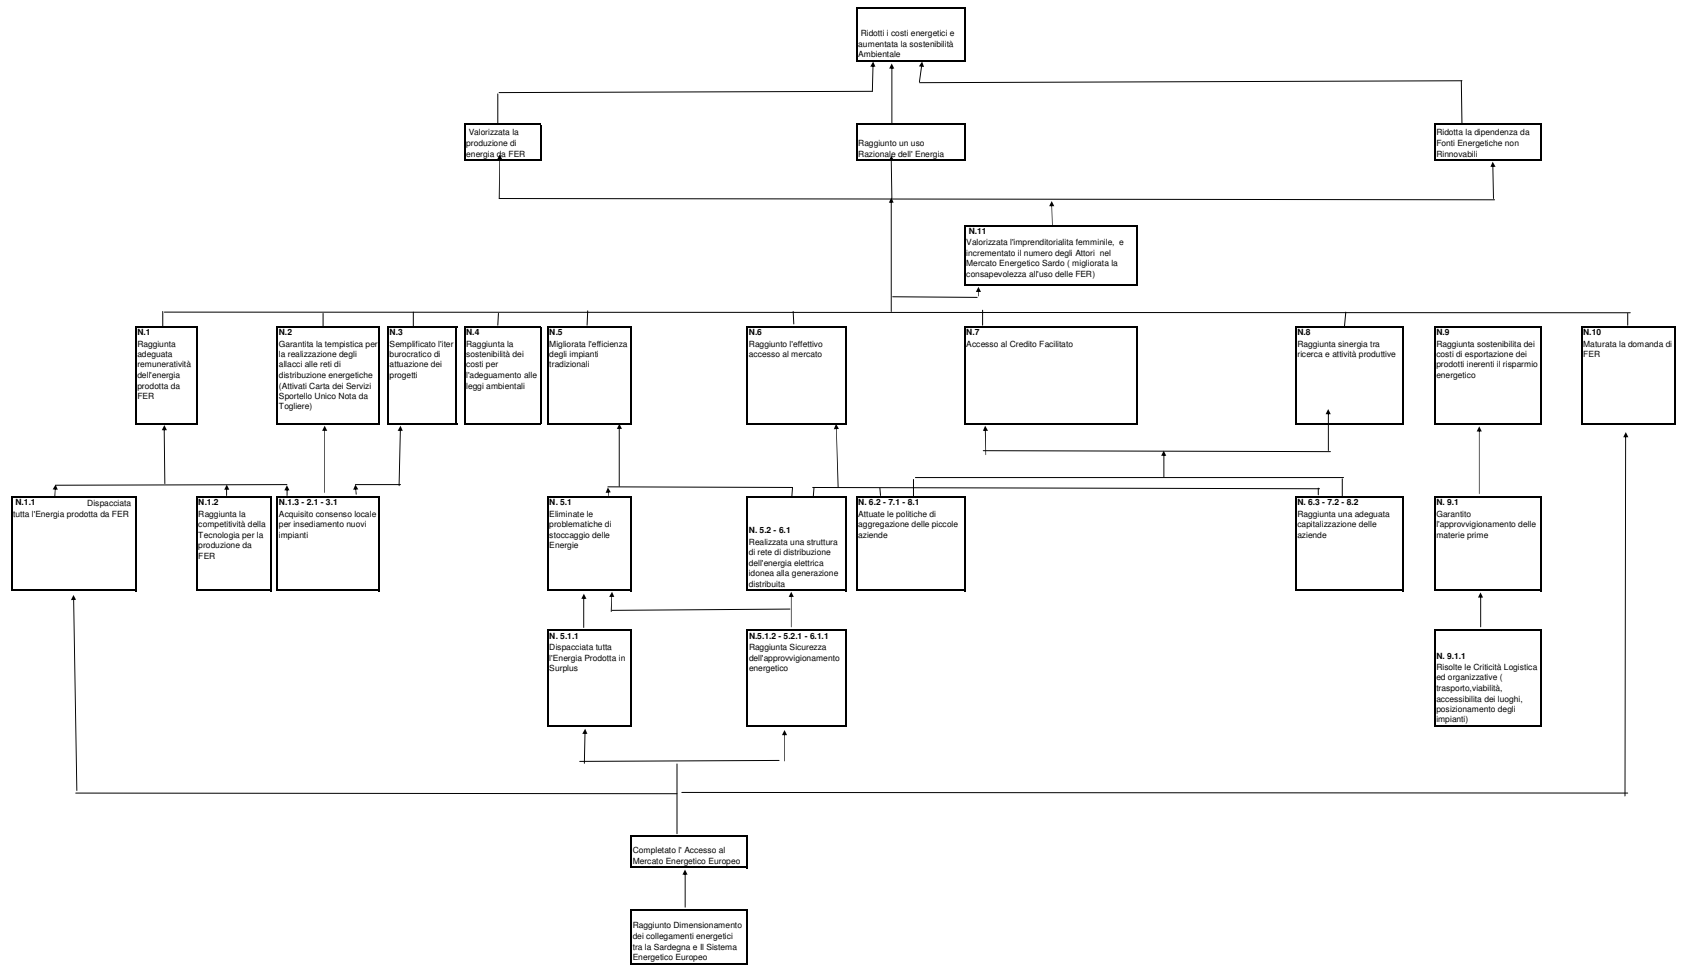 Ridotti i costi energetici e
aumentata la sostenibilità
Ambientale
Valorizzata la
produzione di
energia da FER
Raggiunto un uso
Razionale dell' Energia
Ridotta la dipendenza da
Fonti Energetiche non
Rinnovabili
N.11
Valorizzata l'imprenditorialita femminile, e
incrementato il numero degli Attori nel
Mercato Energetico Sardo ( migliorata la
consapevolezza all'uso delle FER)
N.1
Raggiunta
adeguata
remuneratività
dell'energia
prodotta da
FER
N.2
Garantita la tempistica per
la realizzazione degli
allacci alle reti di
distribuzione energetiche
(Attivati Carta dei Servizi
Sportello Unico Nota da
Togliere)
N.3
Semplificato l'iter
burocratico di
attuazione dei
progetti
N.4
Raggiunta la
sostenibilità dei
costi per
l'adeguamento alle
leggi ambientali
N.5
Migliorata l'efficienza
degli impianti
tradizionali
N.6
Raggiunto l'effettivo
accesso al mercato
N.7
Accesso al Credito Facilitato
N.8
Raggiunta sinergia tra
ricerca e attività produttive
N.9
Raggiunta sostenibilita dei
costi di esportazione dei
prodotti inerenti il risparmio
energetico
N.10
Maturata la domanda di
FER
N.1.1 Dispacciata
tutta l'Energia prodotta da FER
N.1.2
Raggiunta la
competitività della
Tecnologia per la
produzione da
FER
N.1.3 - 2.1 - 3.1
Acquisito consenso locale
per insediamento nuovi
impianti
N. 5.1
Eliminate le
problematiche di
stoccaggio delle
Energie
N. 5.2 - 6.1
Realizzata una struttura
di rete di distribuzione
dell'energia elettrica
idonea alla generazione
distribuita
N. 6.2 - 7.1 - 8.1
Attuate le politiche di
aggregazione delle piccole
aziende
N. 6.3 - 7.2 - 8.2
Raggiunta una adeguata
capitalizzazione delle
aziende
N. 9.1
Garantito
l'approvvigionamento delle
materie prime
N. 5.1.1
Dispacciata tutta
l'Energia Prodotta in
Surplus
N.5.1.2 - 5.2.1 - 6.1.1
Raggiunta Sicurezza
dell'approvvigionamento
energetico
N. 9.1.1
Risolte le Criticità Logistica
ed organizzative (
trasporto,viabilità,
accessibilita dei luoghi,
posizionamento degli
impianti)
Completato l' Accesso al
Mercato Energetico Europeo
Raggiunto Dimensionamento
dei collegamenti energetici
tra la Sardegna e Il Sistema
Energetico Europeo